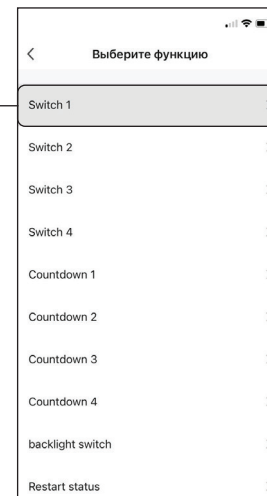 Выберите функцию
Switch 1
Switch 2
Switch 3
Switch 4
Countdown 1
Countdown 2
Countdown 3
Countdown 4
backlight switch
Restart status